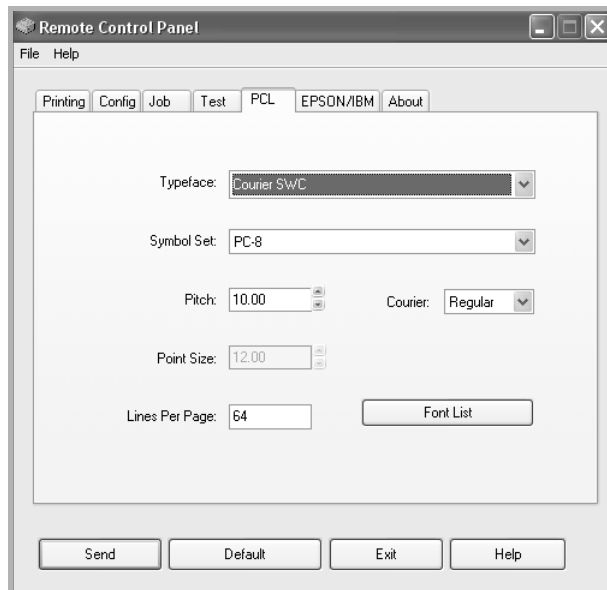 Remote Control Panel
File Help
Printing Config Job Test PCL EPSON/IBM About
Typeface: Courier SWC
Symbol Set: PC-8
Pitch: 10.00 Courier: Regular
Point Size: 12.00
Lines Per Page: 64 Font List
Send Default Exit Help